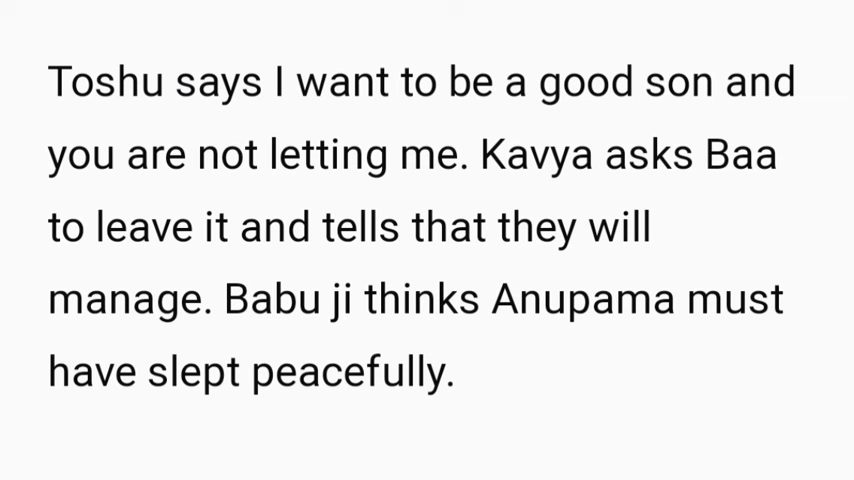 Toshu says I want to be a good son and
you are not letting me. Kavya asks Baa
to leave it and tells that they will
manage. Babu ji thinks Anupama must
have slept peacefully.